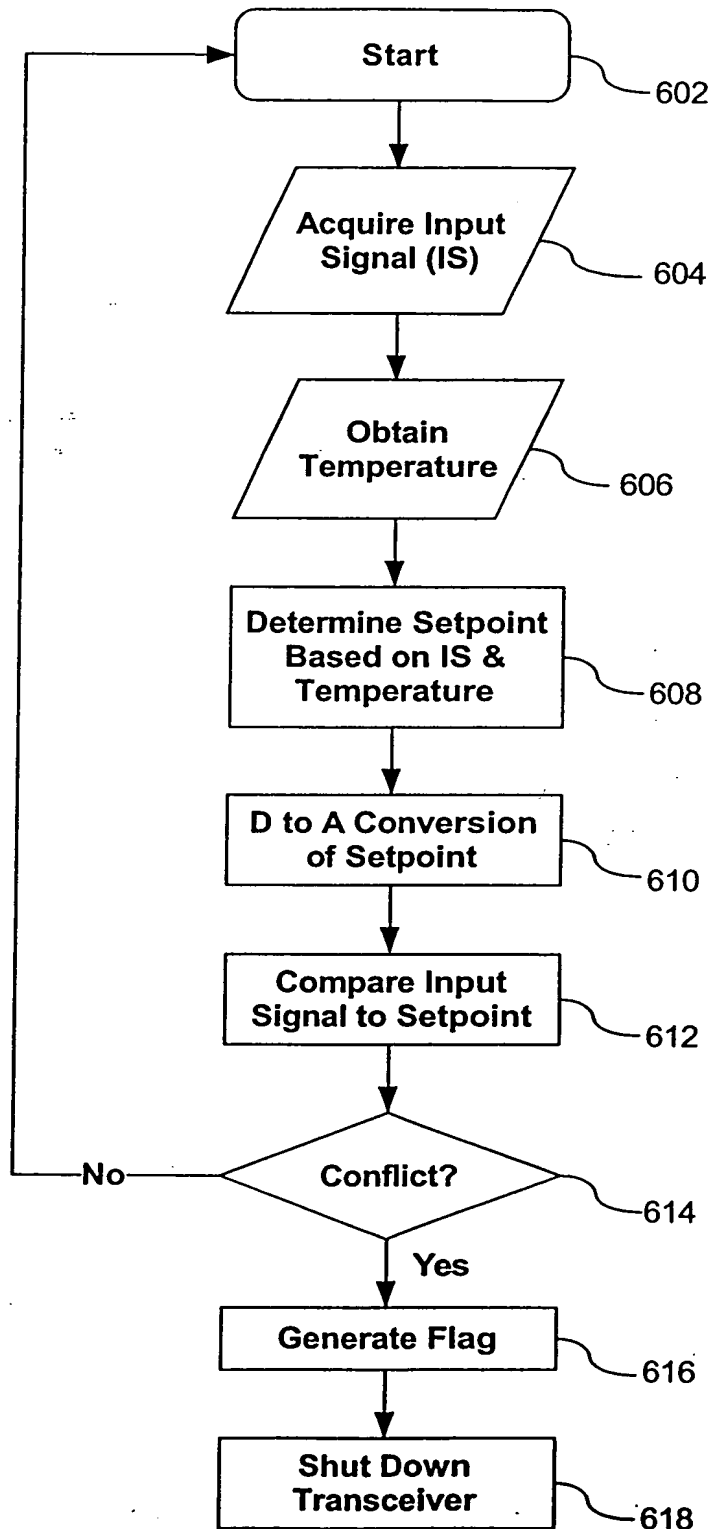 Start
602
Acquire Input
Signal (IS)
604
Obtain
Temperature
606
Determine Setpoint
Based on IS &
Temperature
608
D to A Conversion
of Setpoint
610
Compare Input
Signal to Setpoint
612
Conflict?
614
No
Yes
Generate Flag
616
Shut Down
Transceiver
618